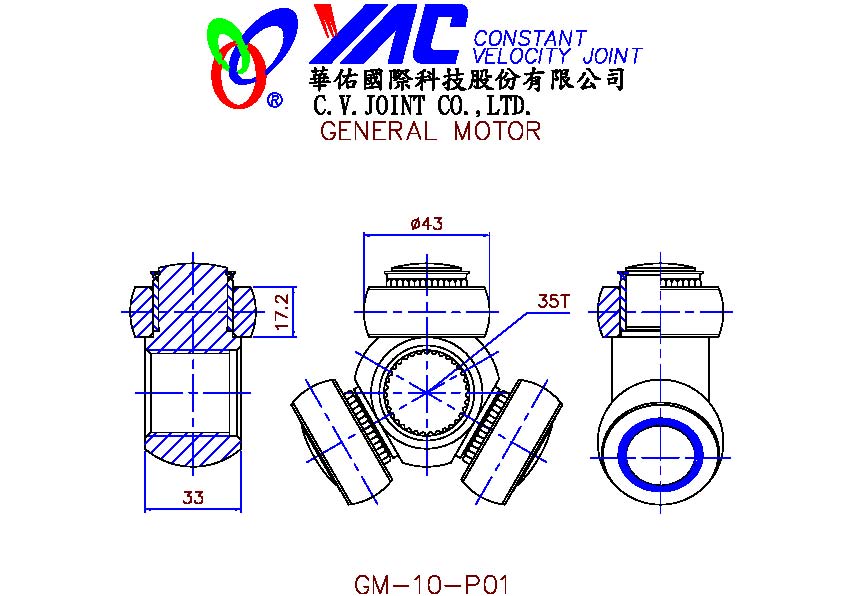 YAC CONSTANT
VELOCITY JOINT
®
華佑國際科技股份有限公司
C.V.JOINT CO.,LTD.
GENERAL MOTOR
ø43
35T
17.2
33
GM-10-P01